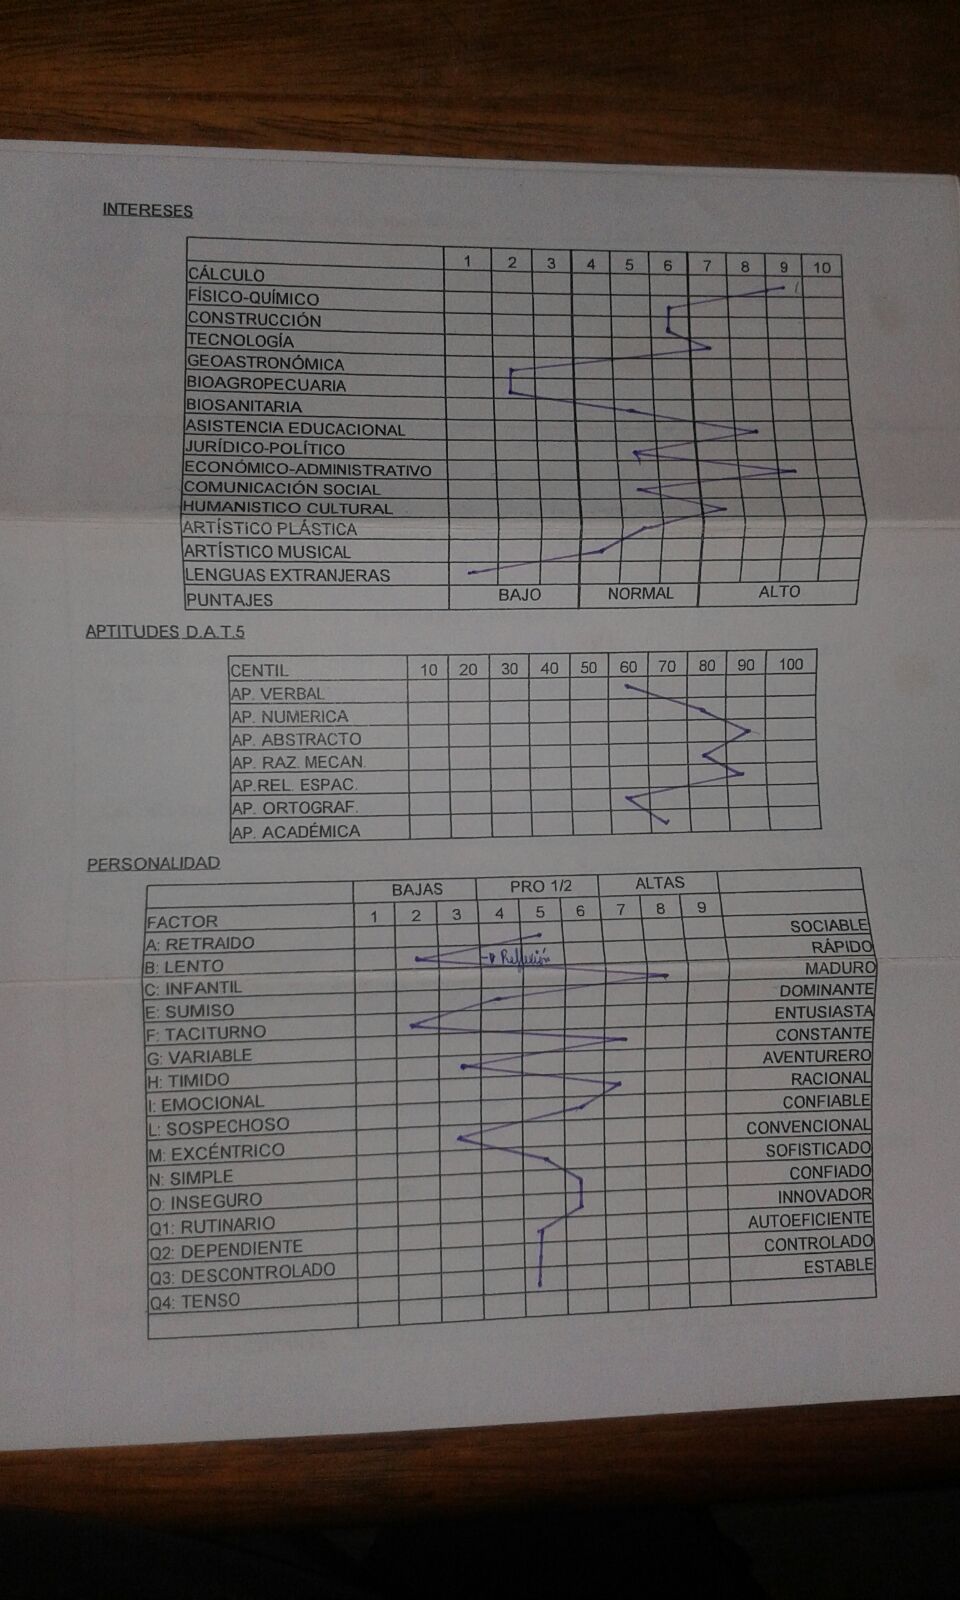 INTERESES
1 2 3 4 5 6 7 8 9 10
CÁLCULO
FÍSICO-QUÍMICO
CONSTRUCCIÓN
TECNOLOGÍA
GEOASTRONÓMICA
BIOAGROPECUARIA
BIOSANITARIA
ASISTENCIA EDUCACIONAL
JURÍDICO-POLÍTICO
ECONÓMICO-ADMINISTRATIVO
COMUNICACIÓN SOCIAL
HUMANISTICO CULTURAL
ARTÍSTICO PLÁSTICA
ARTÍSTICO MUSICAL
LENGUAS EXTRANJERAS
PUNTAJES BAJO NORMAL ALTO
APTITUDES D.A.T.5
CENTIL 10 20 30 40 50 60 70 80 90 100
AP. VERBAL
AP. NUMERICA
AP. ABSTRACTO
AP. RAZ. MECAN.
AP.REL. ESPAC.
AP. ORTOGRAF.
AP. ACADÉMICA
PERSONALIDAD
BAJAS PRO 1/2 ALTAS
FACTOR 1 2 3 4 5 6 7 8 9
A: RETRAIDO SOCIABLE
B: LENTO → Reflexión RÁPIDO
C: INFANTIL MADURO
E: SUMISO DOMINANTE
F: TACITURNO ENTUSIASTA
G: VARIABLE CONSTANTE
H: TIMIDO AVENTURERO
I: EMOCIONAL RACIONAL
L: SOSPECHOSO CONFIABLE
M: EXCÉNTRICO CONVENCIONAL
N: SIMPLE SOFISTICADO
O: INSEGURO CONFIADO
Q1: RUTINARIO INNOVADOR
Q2: DEPENDIENTE AUTOEFICIENTE
Q3: DESCONTROLADO CONTROLADO
Q4: TENSO ESTABLE